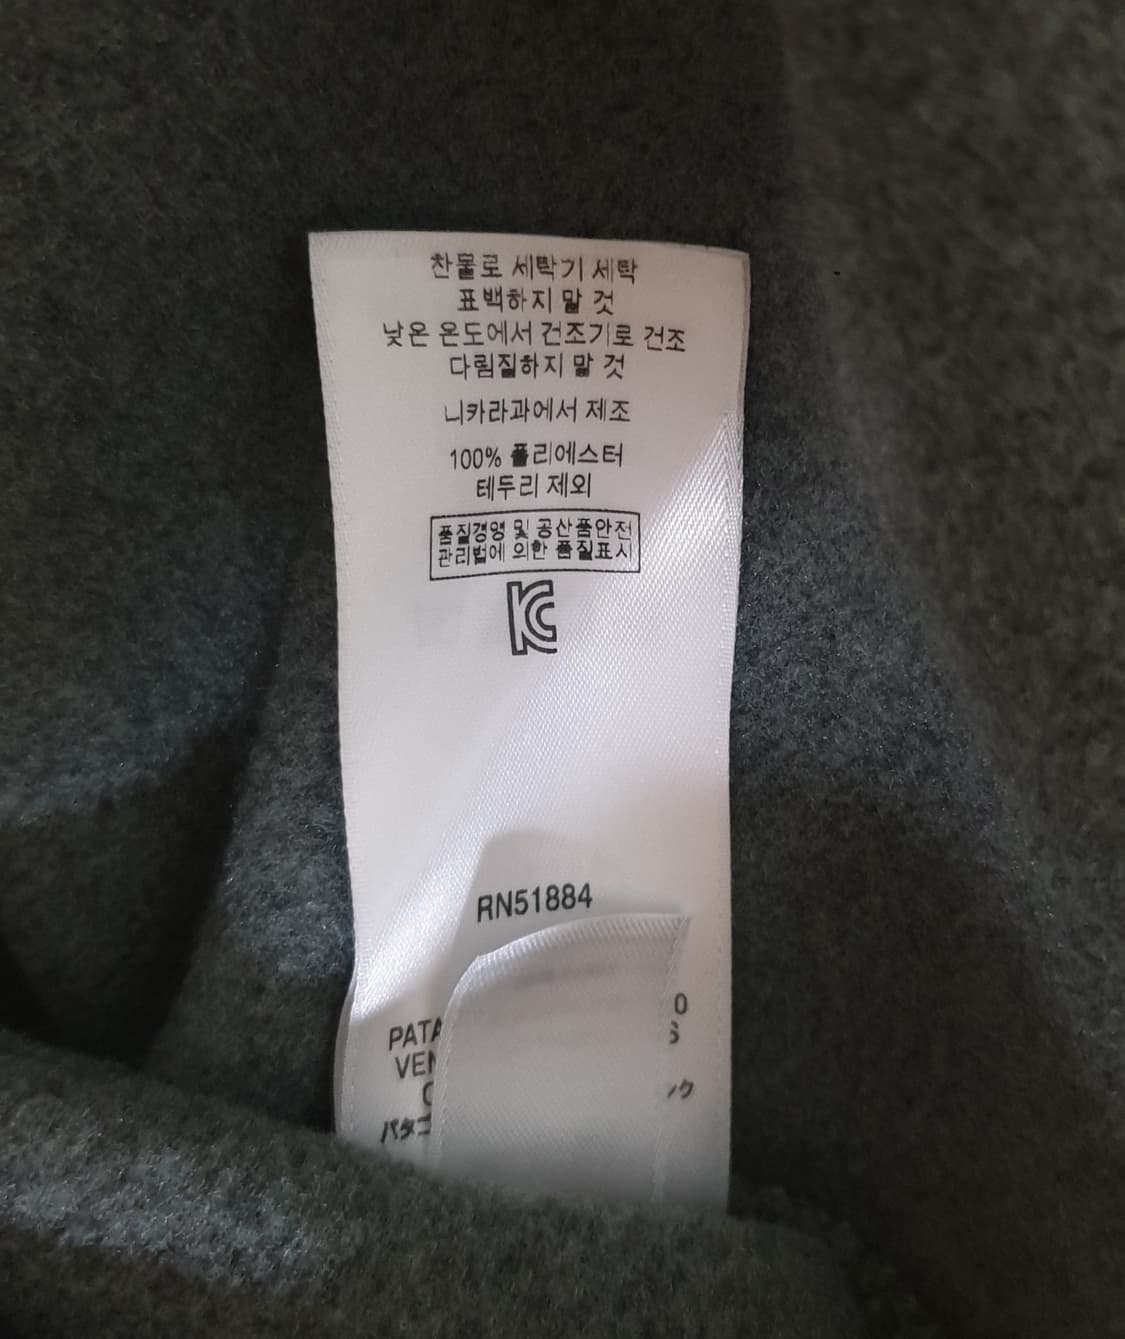 찬물로 세탁기 세탁
표백하지 말 것
낮은 온도에서 건조기로 건조
다림질하지 말 것
니카라과에서 제조
100% 폴리에스터
테두리 제외
품질경영 및 공산품안전
관리법에 의한 품질표시
KC
RN51884